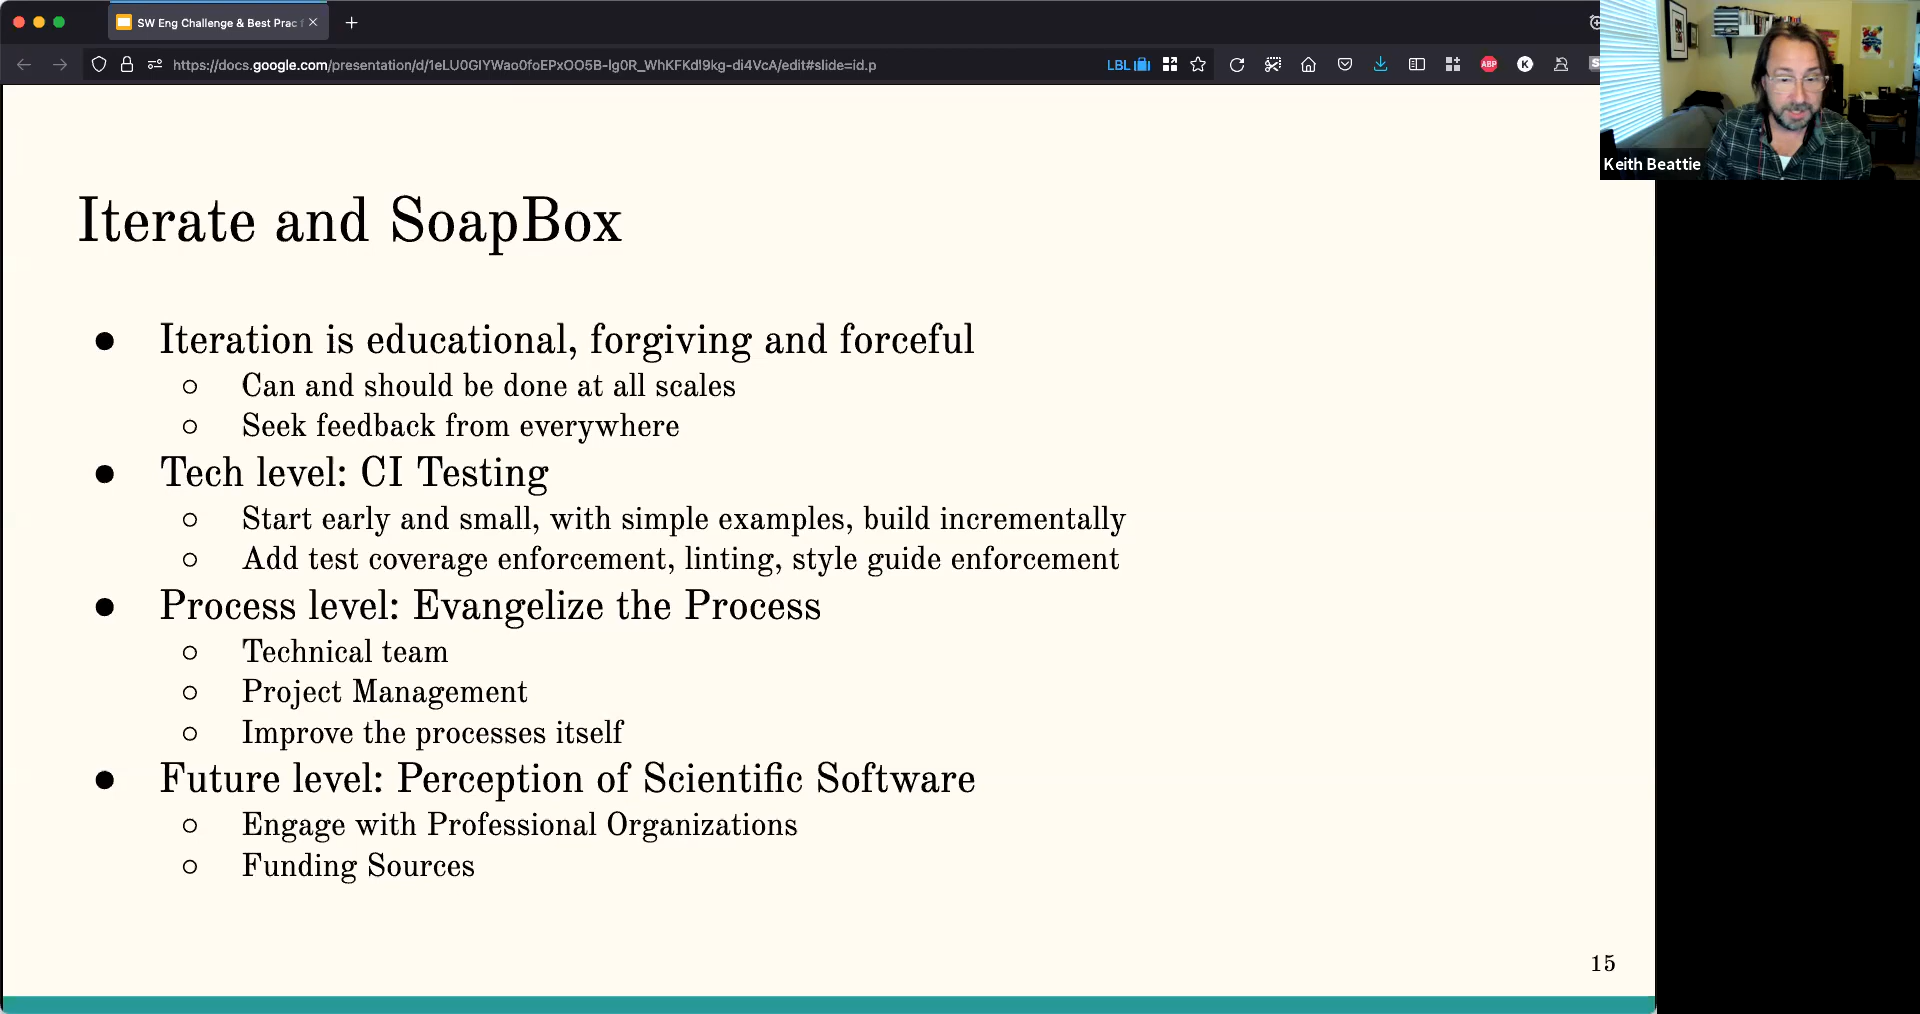 SW Eng Challenge & Best Prac f
https://docs.google.com/presentation/d/1eLU0GIYWao0foEPxOO5B-Ig0R_WhKFKdl9kg-di4VcA/edit#slide=id.p
LBL
ABP
K
S
Keith Beattie
Iterate and SoapBox
● Iteration is educational, forgiving and forceful
○ Can and should be done at all scales
○ Seek feedback from everywhere
● Tech level: CI Testing
○ Start early and small, with simple examples, build incrementally
○ Add test coverage enforcement, linting, style guide enforcement
● Process level: Evangelize the Process
○ Technical team
○ Project Management
○ Improve the processes itself
● Future level: Perception of Scientific Software
○ Engage with Professional Organizations
○ Funding Sources
15